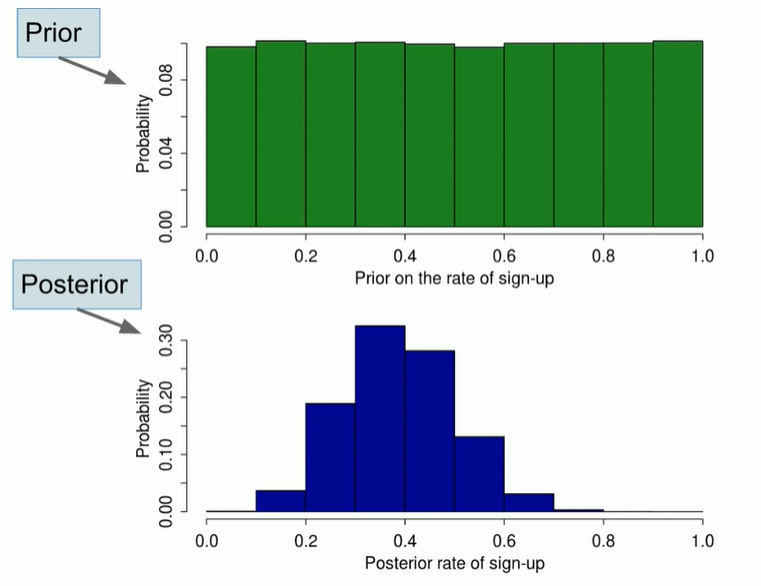 Prior
Probability
0.00 0.04 0.08
0.0 0.2 0.4 0.6 0.8 1.0
Prior on the rate of sign-up
Posterior
Probability
0.00 0.10 0.20 0.30
0.0 0.2 0.4 0.6 0.8 1.0
Posterior rate of sign-up